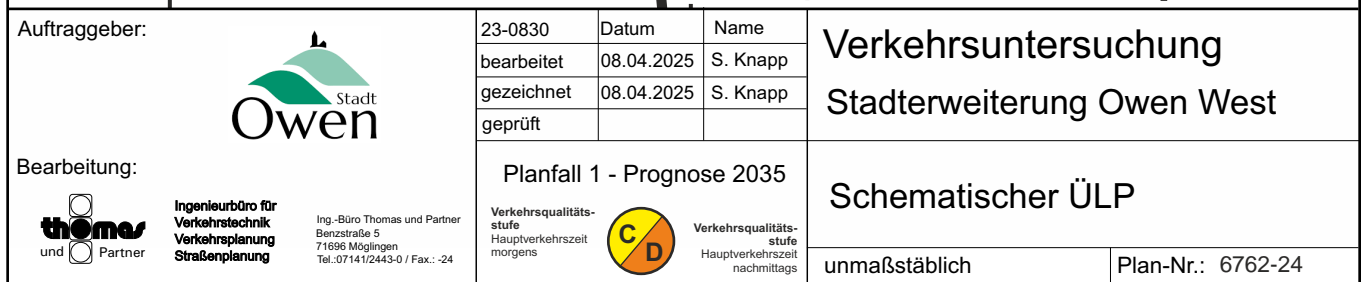 Auftraggeber:
Stadt
Owen
23-0830 Datum Name
bearbeitet 08.04.2025 S. Knapp
gezeichnet 08.04.2025 S. Knapp
geprüft
Verkehrsuntersuchung
Stadterweiterung Owen West
Bearbeitung:
thomas
und Partner
Ingenieurbüro für
Verkehrstechnik
Verkehrsplanung
Straßenplanung
Ing.-Büro Thomas und Partner
Benzstraße 5
71696 Möglingen
Tel.:07141/2443-0 / Fax.: -24
Planfall 1 - Prognose 2035
Verkehrsqualitäts-
stufe
Hauptverkehrszeit
morgens
C
D
Verkehrsqualitäts-
stufe
Hauptverkehrszeit
nachmittags
Schematischer ÜLP
unmaßstäblich
Plan-Nr.: 6762-24